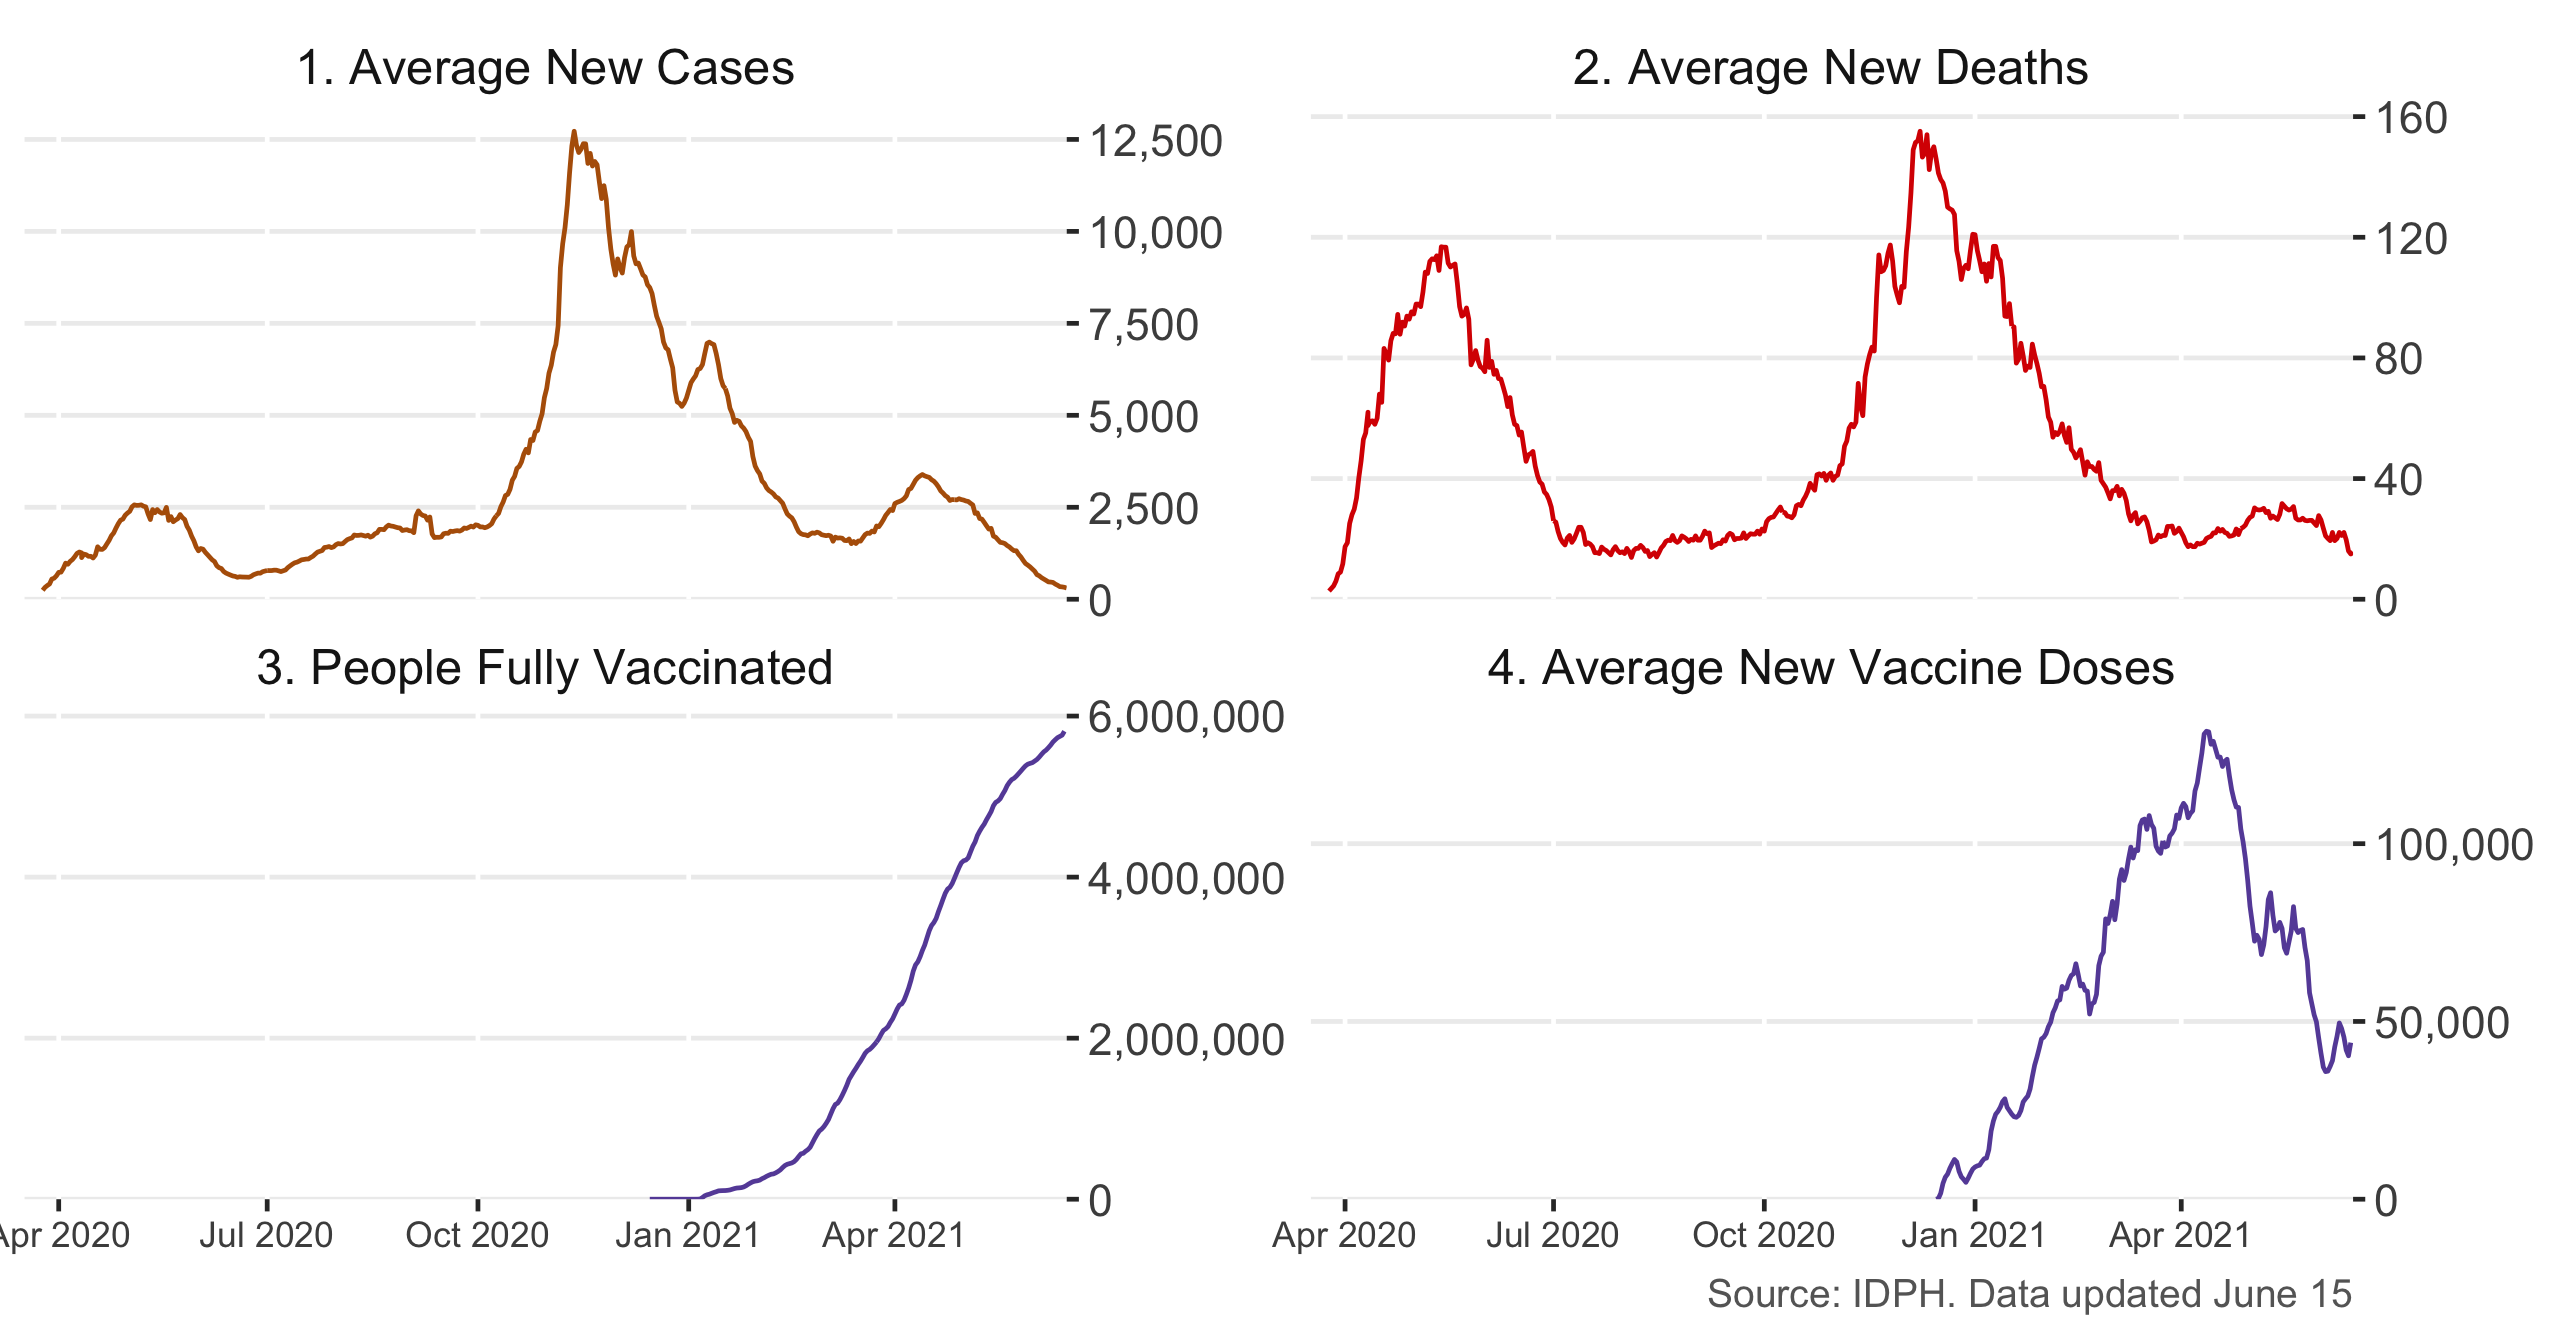 1. Average New Cases
12,500
10,000
7,500
5,000
2,500
0
2. Average New Deaths
160
120
80
40
0
3. People Fully Vaccinated
6,000,000
4,000,000
2,000,000
0
Apr 2020 Jul 2020 Oct 2020 Jan 2021 Apr 2021
4. Average New Vaccine Doses
100,000
50,000
0
Apr 2020 Jul 2020 Oct 2020 Jan 2021 Apr 2021
Source: IDPH. Data updated June 15